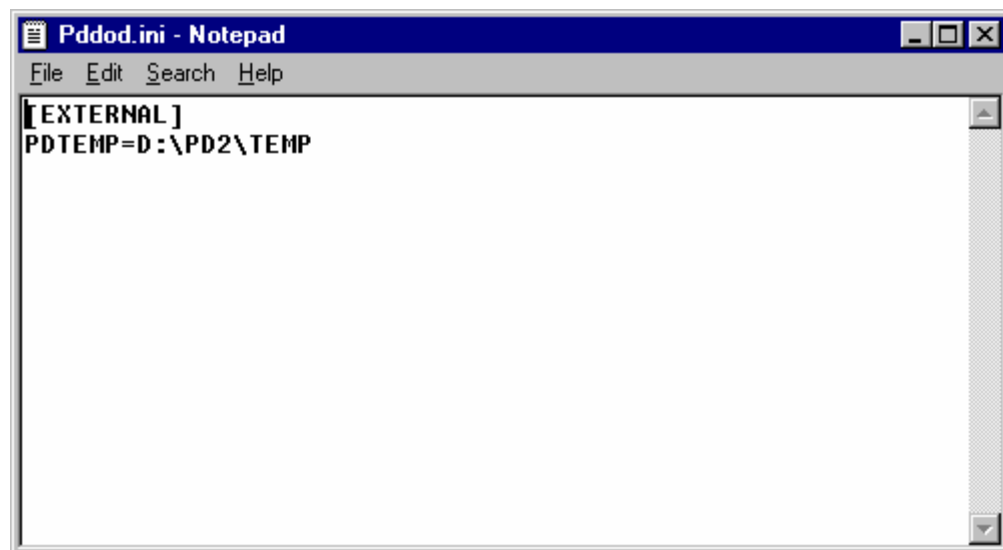 Pddod.ini - Notepad
File Edit Search Help
[EXTERNAL]
PDTEMP=D:\PD2\TEMP